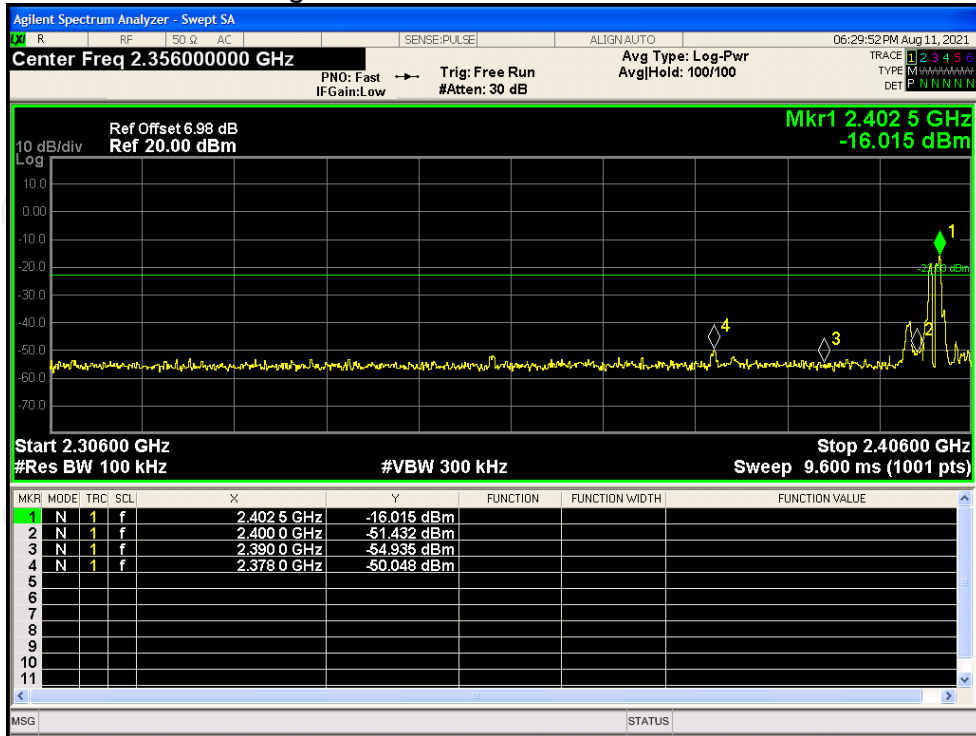 Agilent Spectrum Analyzer - Swept SA
LXI R RF 50 Ω AC SENSE:PULSE ALIGN AUTO 06:29:52 PM Aug 11, 2021
Center Freq 2.356000000 GHz Avg Type: Log-Pwr TRACE 1 2 3 4 5 6
PNO: Fast Trig: Free Run Avg|Hold: 100/100 TYPE M
IFGain:Low #Atten: 30 dB DET P N N N N N
Mkr1 2.402 5 GHz
Ref Offset 6.98 dB
10 dB/div Ref 20.00 dBm -16.015 dBm
Log
10.0
0.00
-10.0 1
-20.0
-30.0
-40.0 4 3 2
-50.0
-60.0
-70.0
Start 2.30600 GHz Stop 2.40600 GHz
#Res BW 100 kHz #VBW 300 kHz Sweep 9.600 ms (1001 pts)
MKR MODE TRC SCL X Y FUNCTION FUNCTION WIDTH FUNCTION VALUE
1 N 1 f 2.402 5 GHz -16.015 dBm
2 N 1 f 2.400 0 GHz -51.432 dBm
3 N 1 f 2.390 0 GHz -54.935 dBm
4 N 1 f 2.378 0 GHz -50.048 dBm
5
6
7
8
9
10
11
MSG STATUS